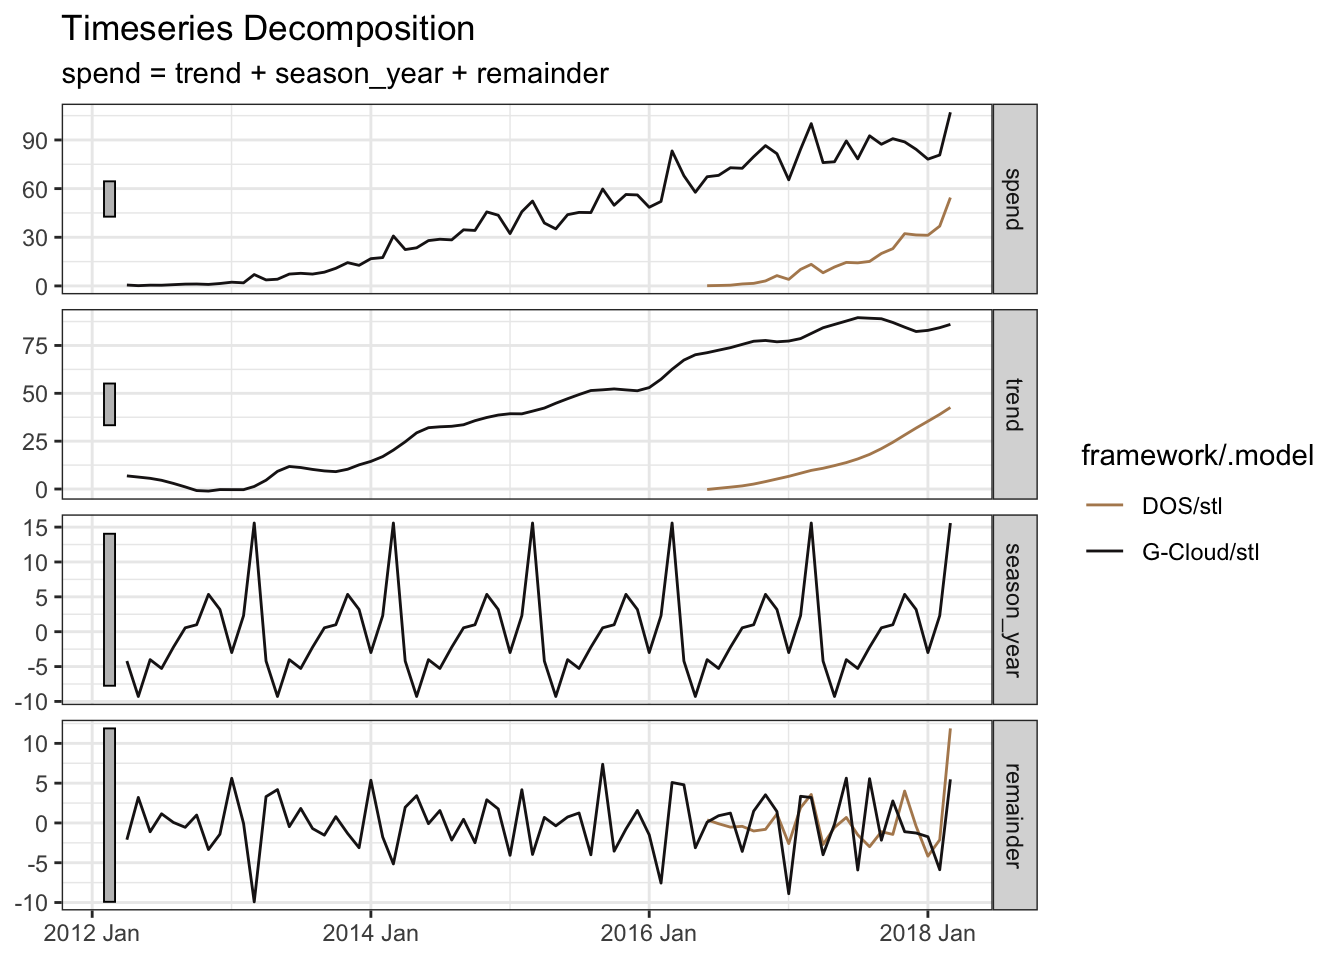 Timeseries Decomposition
spend = trend + season_year + remainder
90
60
30
0
spend
75
50
25
0
trend
15
10
5
0
-5
-10
season_year
10
5
0
-5
-10
remainder
2012 Jan
2014 Jan
2016 Jan
2018 Jan
framework/.model
DOS/stl
G-Cloud/stl